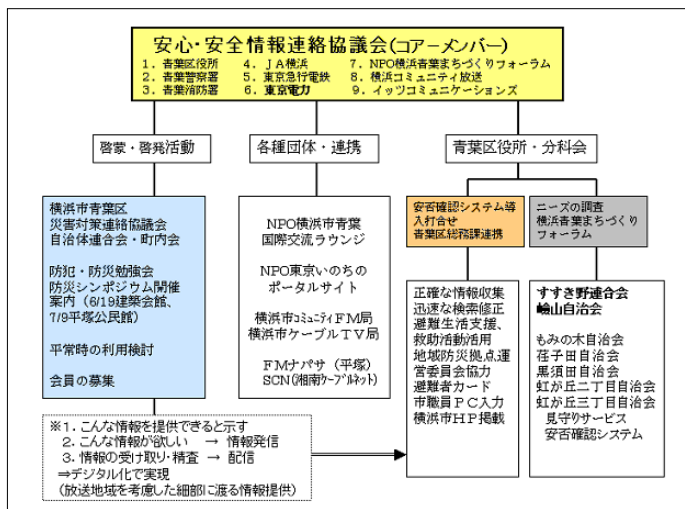 安心・安全情報連絡協議会(コアーメンバー)
1. 青葉区役所　4. JA横浜　7. NPO横浜青葉まちづくりフォーラム
2. 青葉警察署　5. 東京急行電鉄　8. 横浜コミュニティ放送
3. 青葉消防署　6. 東京電力　9. イッツコミュニケーションズ
啓蒙・啓発活動
各種団体・連携
青葉区役所・分科会
横浜市青葉区
災害対策連絡協議会
自治体連合会・町内会
防犯・防災勉強会
防災シンポジウム開催
案内（6/19建築会館、
7/9平塚公民館）
平常時の利用検討
会員の募集
NPO横浜市青葉
国際交流ラウンジ
NPO東京いのちの
ポータルサイト
横浜市コミュニティFM局
横浜市ケーブルTV局
FMナパサ（平塚）
SCN(湘南ケーブルネット)
安否確認システム導
入打合せ
青葉区総務課連携
ニーズの調査
横浜青葉まちづくり
フォーラム
正確な情報収集
迅速な検索修正
避難生活支援、
救助活動活用
地域防災拠点運
営委員会協力
避難者カード
市職員PC入力
横浜市HP掲載
すすき野連合会
嶮山自治会
もみの木自治会
荏子田自治会
黒須田自治会
虹が丘二丁目自治会
虹が丘三丁目自治会
見守りサービス
安否確認システム
※1. こんな情報を提供できると示す
2. こんな情報が欲しい → 情報発信
3. 情報の受け取り・精査 → 配信
⇒デジタル化で実現
(放送地域を考慮した細部に渡る情報提供)